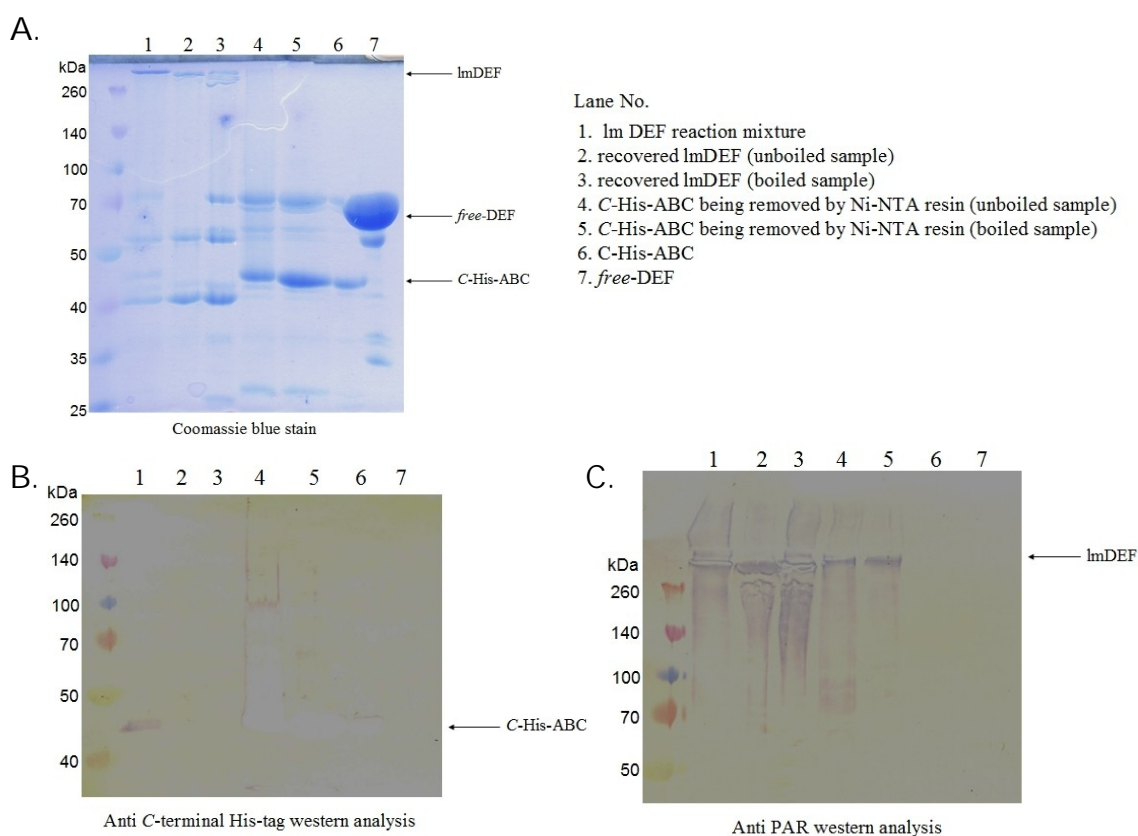 A.
1 2 3 4 5 6 7
kDa
260
140
100
70
50
40
35
25
lmDEF
free-DEF
C-His-ABC
Coomassie blue stain
Lane No.
1. lm DEF reaction mixture
2. recovered lmDEF (unboiled sample)
3. recovered lmDEF (boiled sample)
4. C-His-ABC being removed by Ni-NTA resin (unboiled sample)
5. C-His-ABC being removed by Ni-NTA resin (boiled sample)
6. C-His-ABC
7. free-DEF
B.
1 2 3 4 5 6 7
kDa
260
140
100
70
50
40
C-His-ABC
Anti C-terminal His-tag western analysis
C.
1 2 3 4 5 6 7
kDa
260
140
100
70
50
lmDEF
Anti PAR western analysis